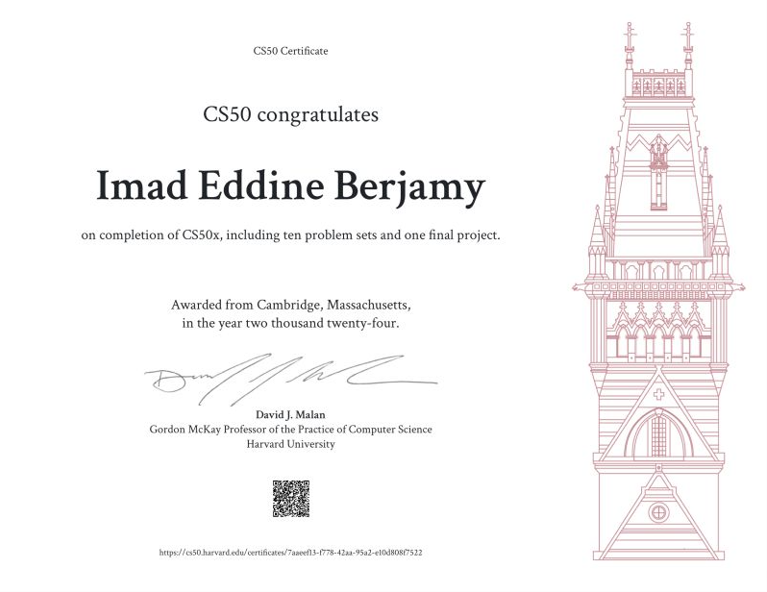 CS50 Certificate
CS50 congratulates
Imad Eddine Berjamy
on completion of CS50x, including ten problem sets and one final project.
Awarded from Cambridge, Massachusetts,
in the year two thousand twenty-four.
David J. Malan
Gordon McKay Professor of the Practice of Computer Science
Harvard University
https://cs50.harvard.edu/certificates/7aaeef13-f778-42aa-95a2-e10d808f7522